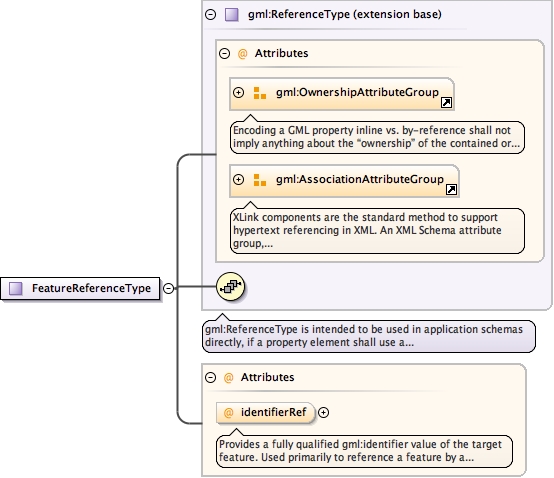 gml:ReferenceType (extension base)
@ Attributes
gml:OwnershipAttributeGroup
Encoding a GML property inline vs. by-reference shall not
imply anything about the “ownership” of the contained or...
gml:AssociationAttributeGroup
XLink components are the standard method to support
hypertext referencing in XML. An XML Schema attribute
group,...
FeatureReferenceType
gml:ReferenceType is intended to be used in application schemas
directly, if a property element shall use a...
@ Attributes
@ identifierRef
Provides a fully qualified gml:identifier value of the target
feature. Used primarily to reference a feature by a...